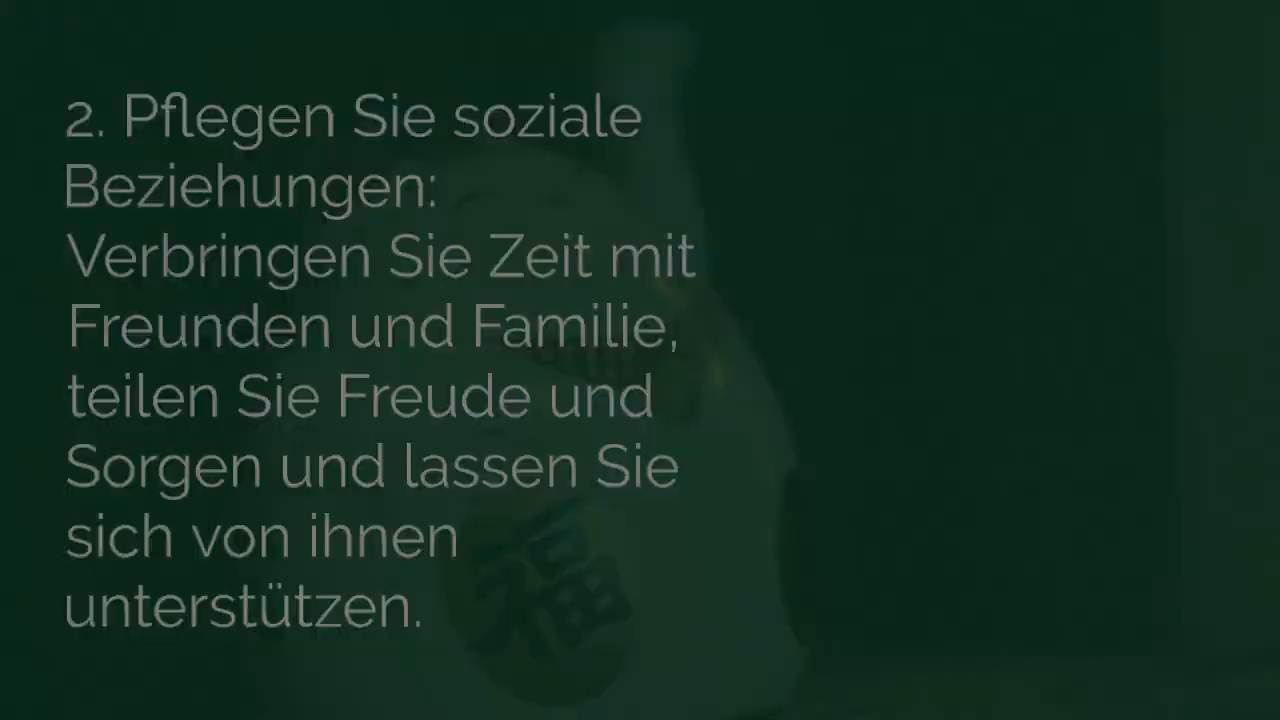 2. Pflegen Sie soziale
Beziehungen:
Verbringen Sie Zeit mit
Freunden und Familie,
teilen Sie Freude und
Sorgen und lassen Sie
sich von ihnen
unterstützen.
福